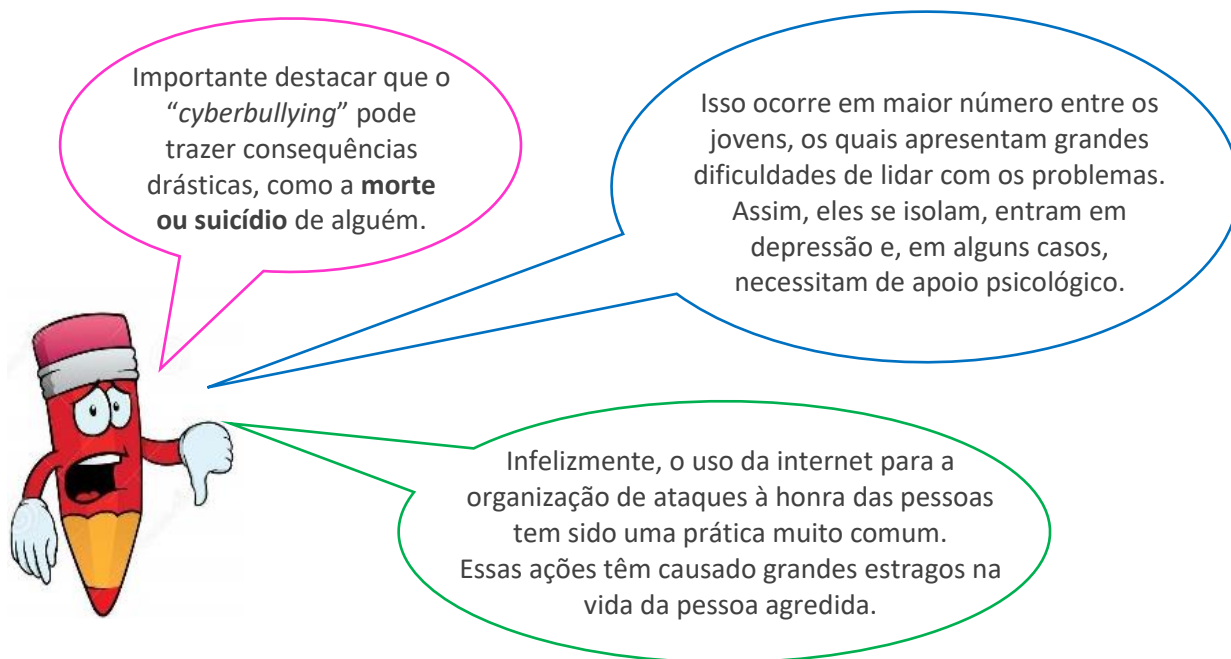 Importante destacar que o
“cyberbullying” pode
trazer consequências
drásticas, como a morte
ou suicídio de alguém.
Isso ocorre em maior número entre os
jovens, os quais apresentam grandes
dificuldades de lidar com os problemas.
Assim, eles se isolam, entram em
depressão e, em alguns casos,
necessitam de apoio psicológico.
Infelizmente, o uso da internet para a
organização de ataques à honra das pessoas
tem sido uma prática muito comum.
Essas ações têm causado grandes estragos na
vida da pessoa agredida.